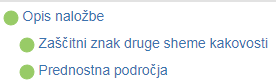 Opis naložbe
Zaščitni znak druge sheme kakovosti
Prednostna področja